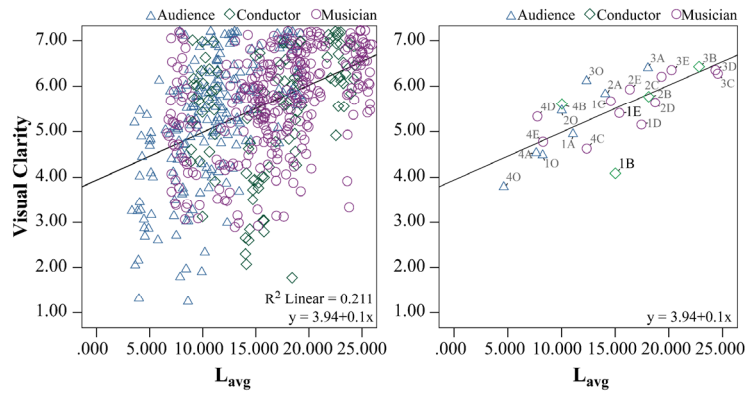 Audience Conductor Musician
7.00
6.00
5.00
4.00
3.00
2.00
1.00
Visual Clarity
R² Linear = 0.211
y = 3.94+0.1x
.000 5.000 10.000 15.000 20.000 25.000
Lavg
Audience Conductor Musician
7.00
6.00
5.00
4.00
3.00
2.00
1.00
3O 3A 3E 3B 3D
3C
2A 2E 2C
2B
2D
4D 4B 1C
2O 1E
1D
4E 1A 4C
4A 1O
1B
4O
y = 3.94+0.1x
.000 5.000 10.000 15.000 20.000 25.000
Lavg